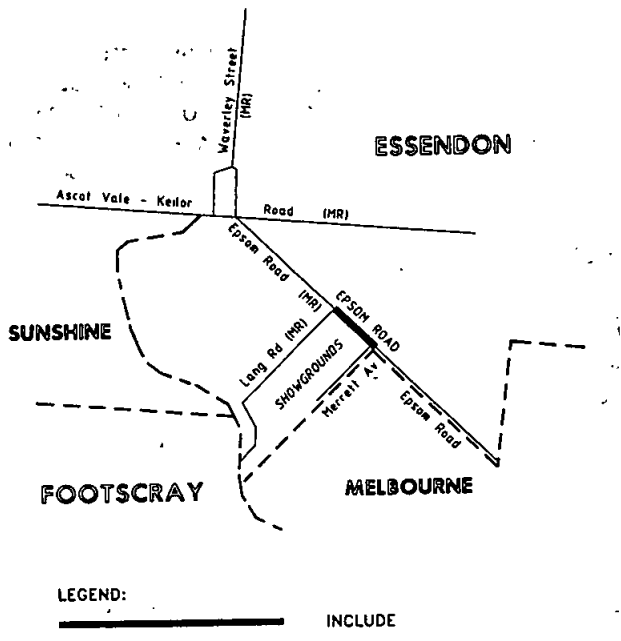 Waverley Street
(MR)
ESSENDON
Ascot Vale - Keilor Road (MR)
Epsom Road (MR)
EPSOM ROAD
SUNSHINE
Lang Rd (MR)
SHOWGROUNDS
Merrett Av
Epsom Road
FOOTSCRAY
MELBOURNE
LEGEND:
INCLUDE